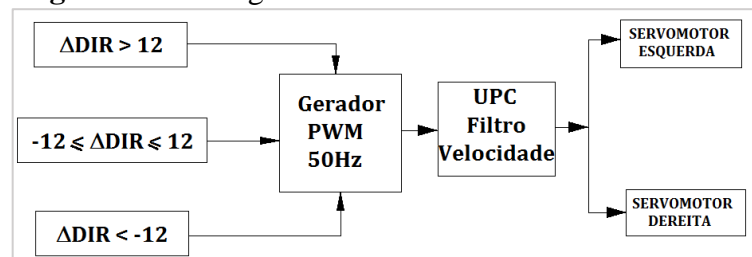 ΔDIR > 12
-12 ⩽ ΔDIR ⩽ 12
ΔDIR < -12
Gerador
PWM
50Hz
UPC
Filtro
Velocidade
SERVOMOTOR
ESQUERDA
SERVOMOTOR
DEREITA